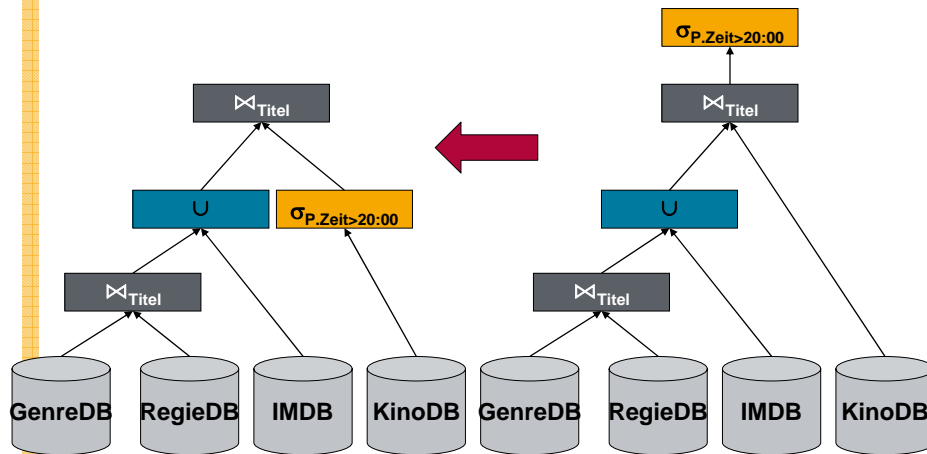 σP.Zeit>20:00
⋈Titel
⋈Titel
∪
σP.Zeit>20:00
∪
⋈Titel
⋈Titel
GenreDB RegieDB IMDB KinoDB GenreDB RegieDB IMDB KinoDB